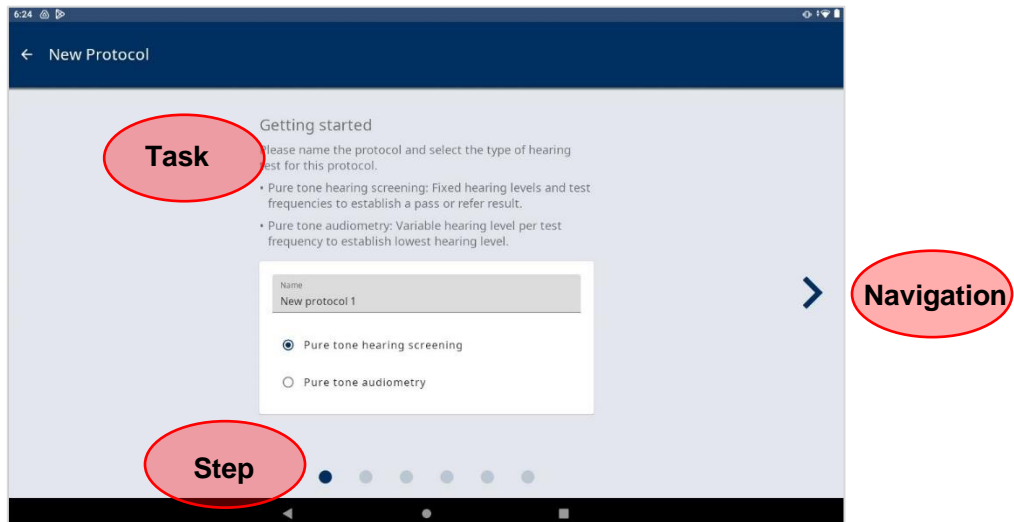 6:24
New Protocol
Getting started
Task
Please name the protocol and select the type of hearing
test for this protocol.
• Pure tone hearing screening: Fixed hearing levels and test
frequencies to establish a pass or refer result.
• Pure tone audiometry: Variable hearing level per test
frequency to establish lowest hearing level.
Name
New protocol 1
Navigation
Pure tone hearing screening
Pure tone audiometry
Step